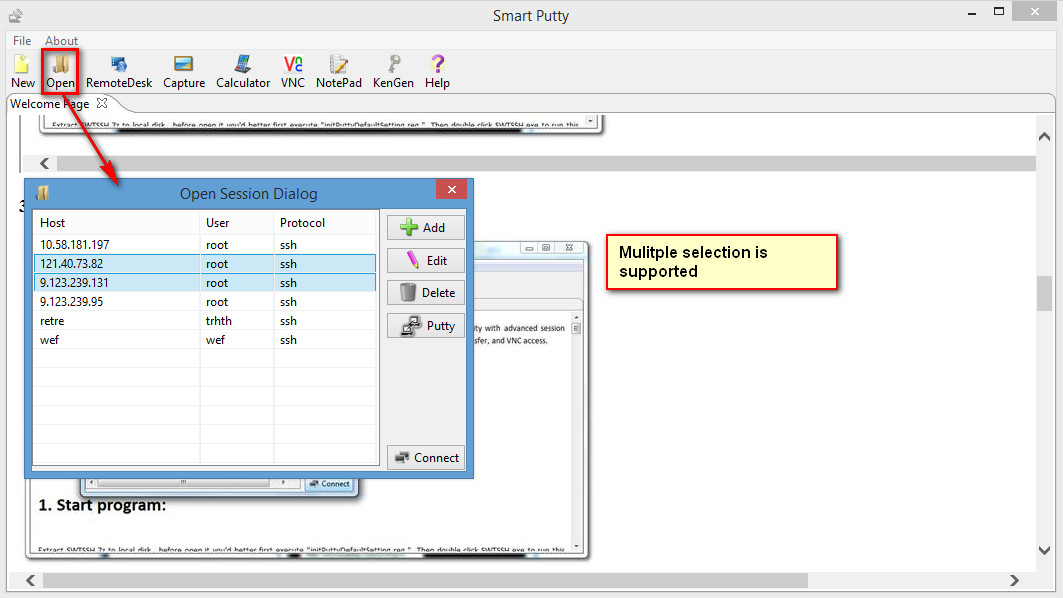 Smart Putty
File About
New Open RemoteDesk Capture Calculator VNC NotePad KenGen Help
Welcome Page
Extract SWTSSH.7z to local disk , before open it you'd better first execute "initPuttyDefaultSetting.reg ". Then double click SWTSSH.exe to run this
3
Open Session Dialog
Host User Protocol
10.58.181.197 root ssh
121.40.73.82 root ssh
9.123.239.131 root ssh
9.123.239.95 root ssh
retre trhth ssh
wef wef ssh
Add
Edit
Delete
Putty
Connect
Mulitple selection is
supported
ity with advanced session
sfer, and VNC access.
Connect
1. Start program:
Extract SWTSSH.7z to local disk , before open it you'd better first execute "initPuttyDefaultSetting.reg ". Then double click SWTSSH.exe to run this